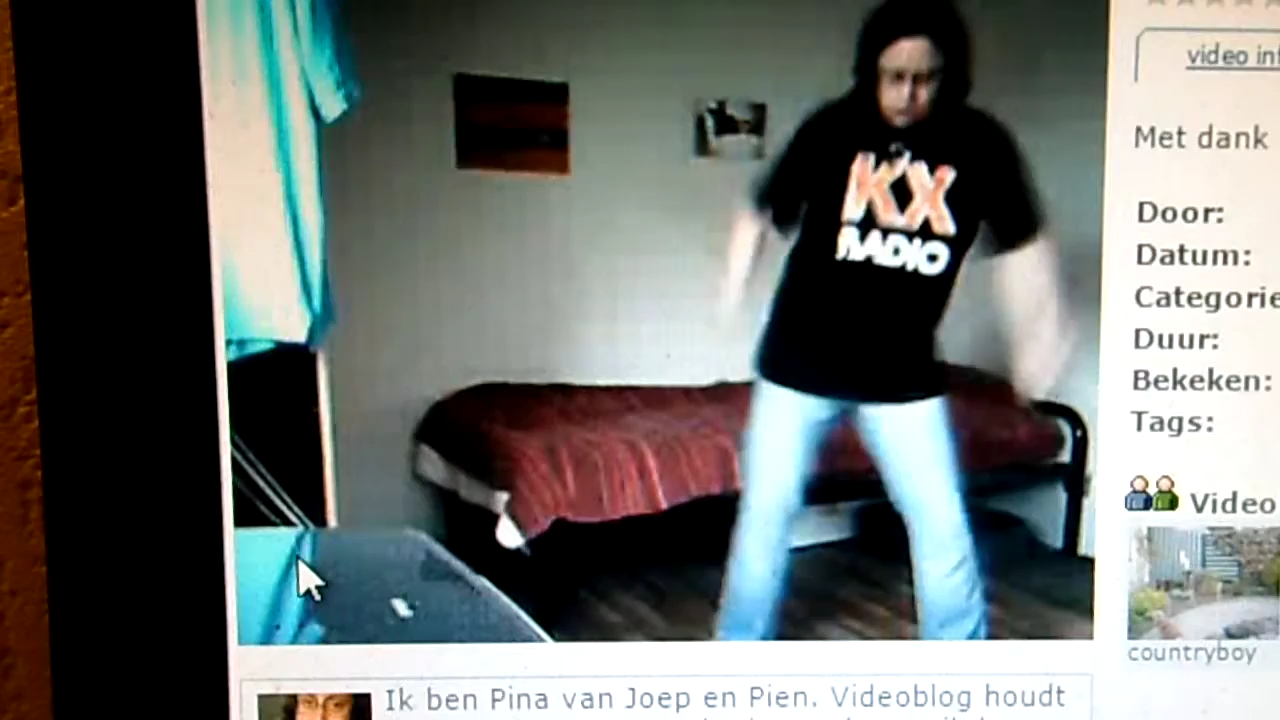 video inf
Met dank
KX
RADIO
Door:
Datum:
Categorie
Duur:
Bekeken:
Tags:
Video
countryboy
Ik ben Pina van Joep en Pien. Videoblog houdt